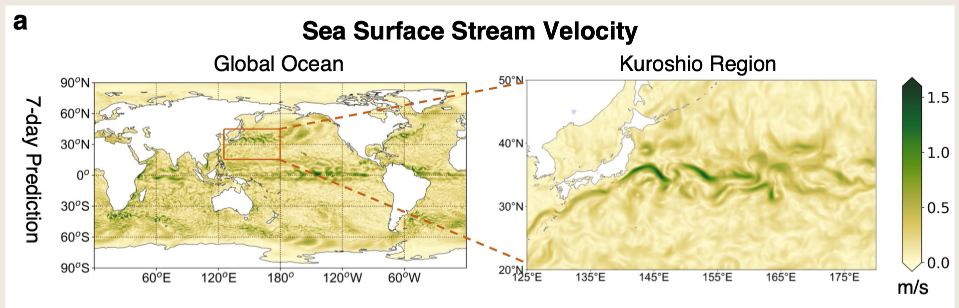 a
Sea Surface Stream Velocity
Global Ocean
Kuroshio Region
7-day Prediction
90°N
60°N
30°N
0°
30°S
60°S
90°S
60°E 120°E 180° 120°W 60°W
50°N
40°N
30°N
20°N
125°E 135°E 145°E 155°E 165°E 175°E
1.5
1.0
0.5
0.0
m/s